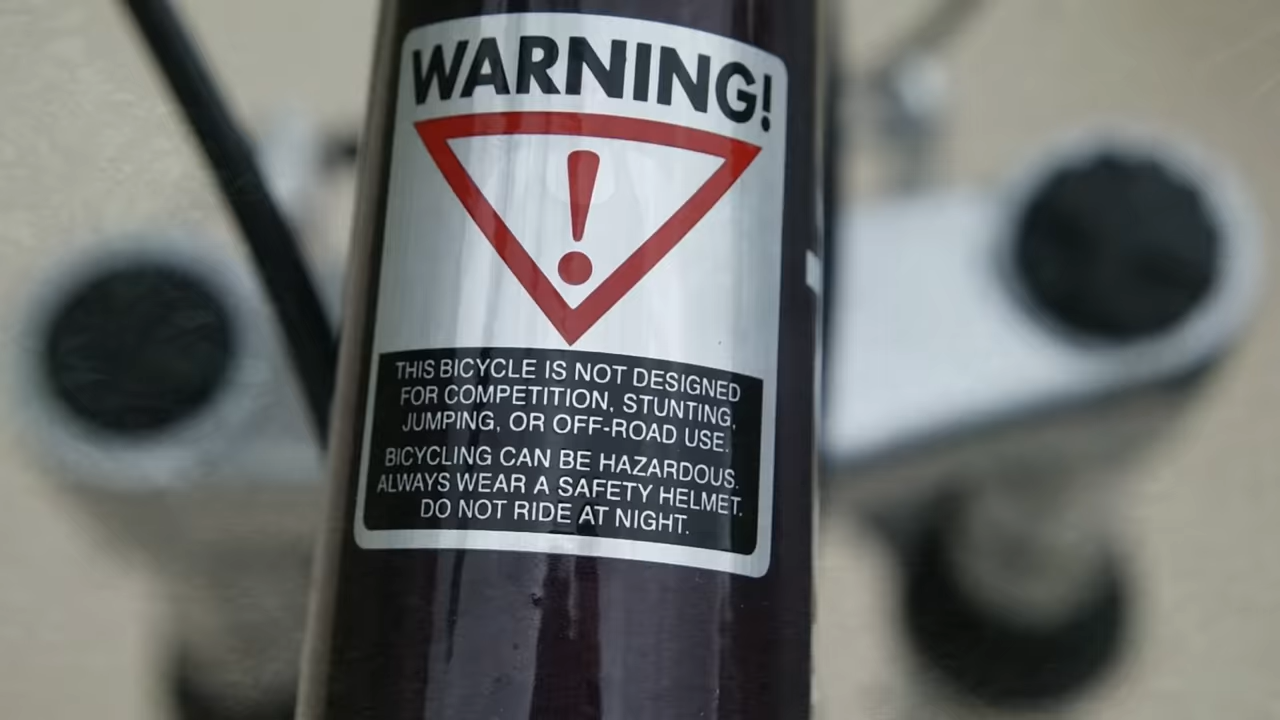 WARNING!
!
THIS BICYCLE IS NOT DESIGNED
FOR COMPETITION, STUNTING,
JUMPING, OR OFF-ROAD USE.
BICYCLING CAN BE HAZARDOUS.
ALWAYS WEAR A SAFETY HELMET.
DO NOT RIDE AT NIGHT.